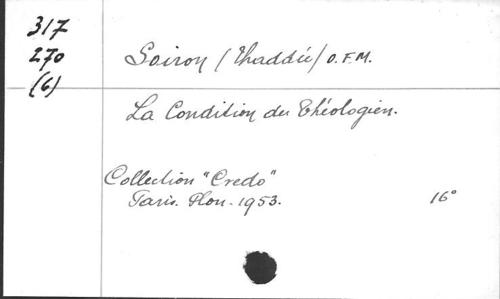 317
270
(6)
Soiron (Thaddée) O.F.M.
La Condition du Théologien.
Collection "Credo"
Paris. Plon. 1953.
16°